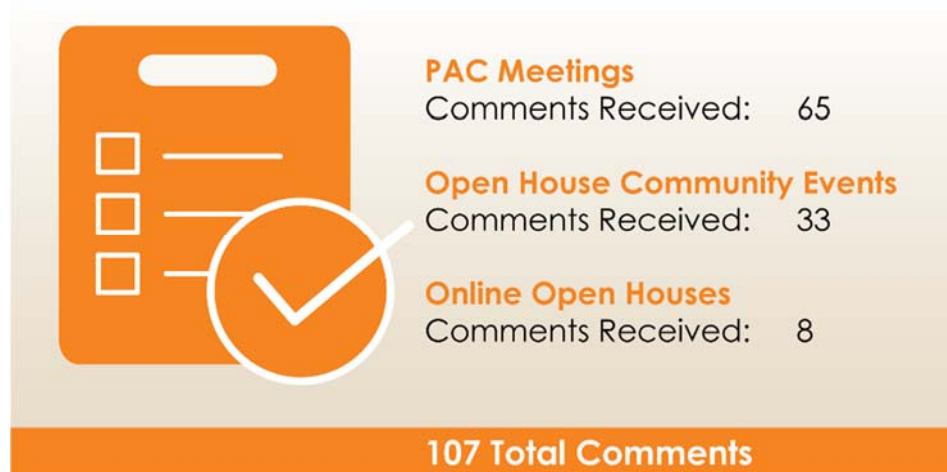 PAC Meetings
Comments Received: 65
Open House Community Events
Comments Received: 33
Online Open Houses
Comments Received: 8
107 Total Comments